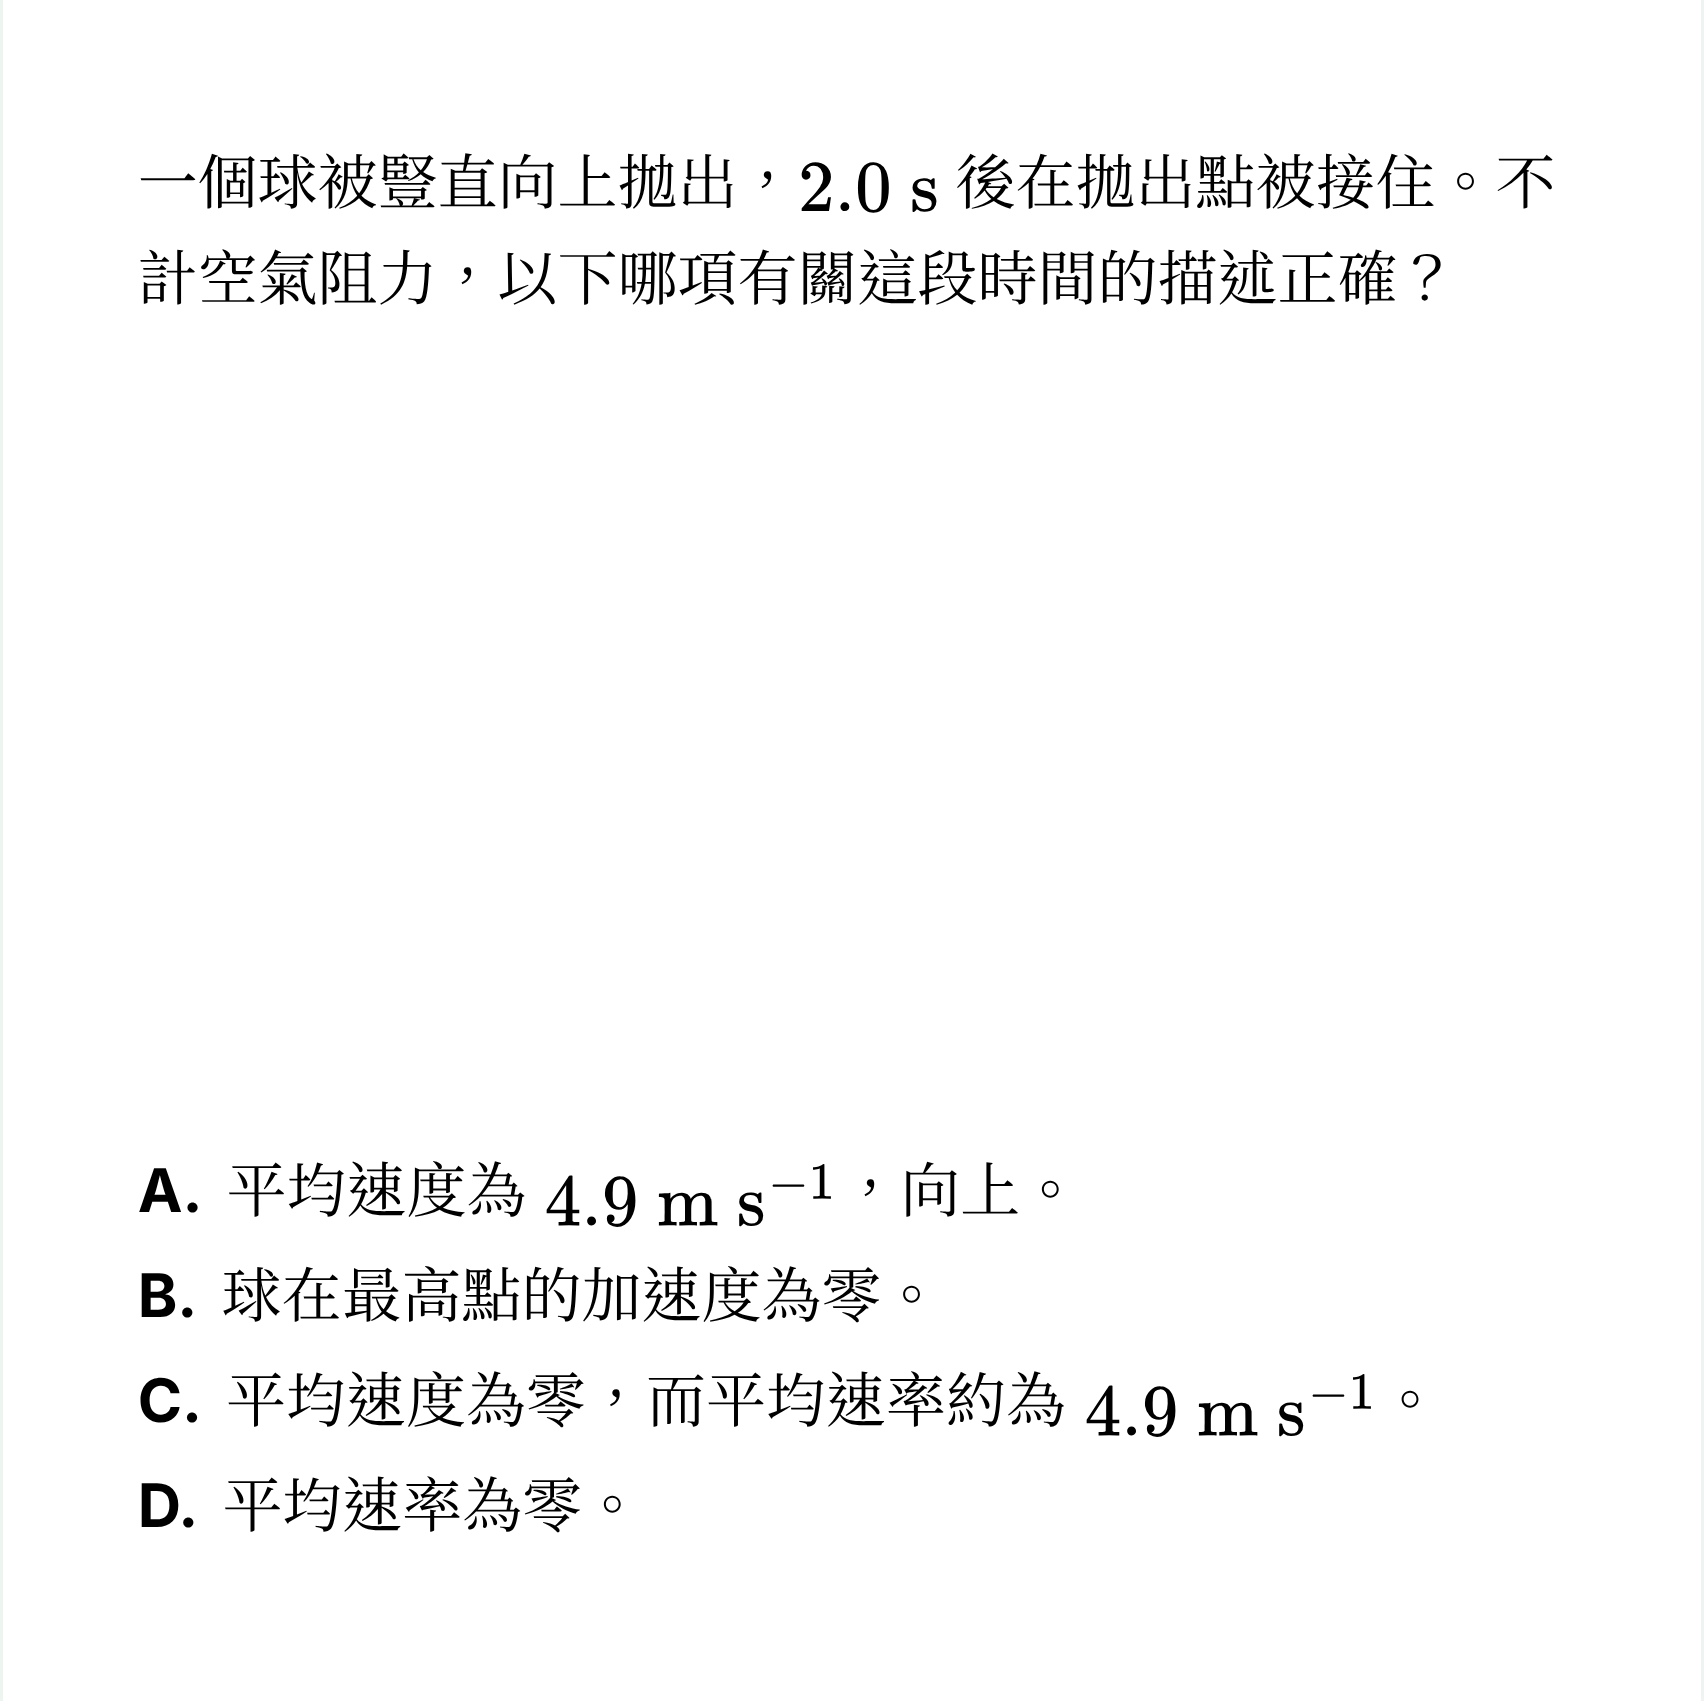 一個球被豎直向上拋出，2.0 s 後在拋出點被接住。不
計空氣阻力，以下哪項有關這段時間的描述正確？
A. 平均速度為 4.9 m s⁻¹，向上。
B. 球在最高點的加速度為零。
C. 平均速度為零，而平均速率約為 4.9 m s⁻¹。
D. 平均速率為零。